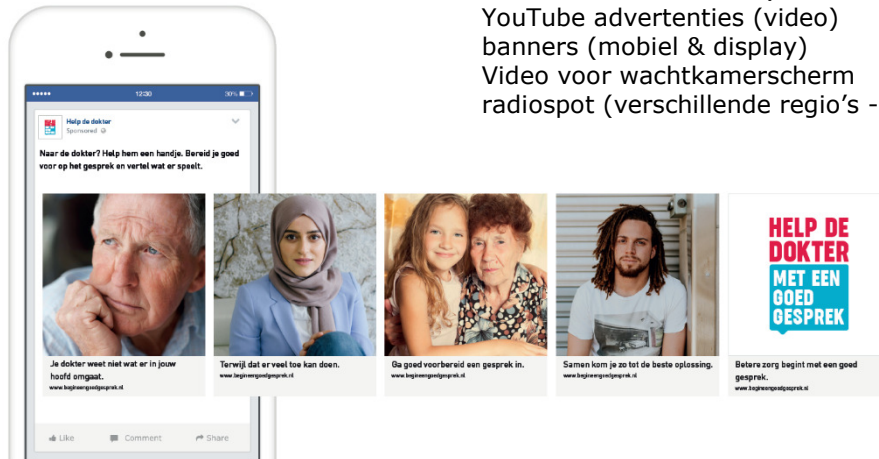 YouTube advertenties (video)
banners (mobiel & display)
Video voor wachtkamerscherm
radiospot (verschillende regio's -
12:30
30%
Help de dokter
Sponsored
Naar de dokter? Help hem een handje. Bereid je goed
voor op het gesprek en vertel wat er speelt.
Je dokter weet niet wat er in jouw
hoofd omgaat.
www.begineengoedgesprek.nl
Terwijl dat er veel toe kan doen.
www.begineengoedgesprek.nl
Ga goed voorbereid een gesprek in.
www.begineengoedgesprek.nl
Samen kom je zo tot de beste oplossing.
www.begineengoedgesprek.nl
HELP DE
DOKTER
MET EEN
GOED
GESPREK
Betere zorg begint met een goed
gesprek.
www.begineengoedgesprek.nl
Like
Comment
Share